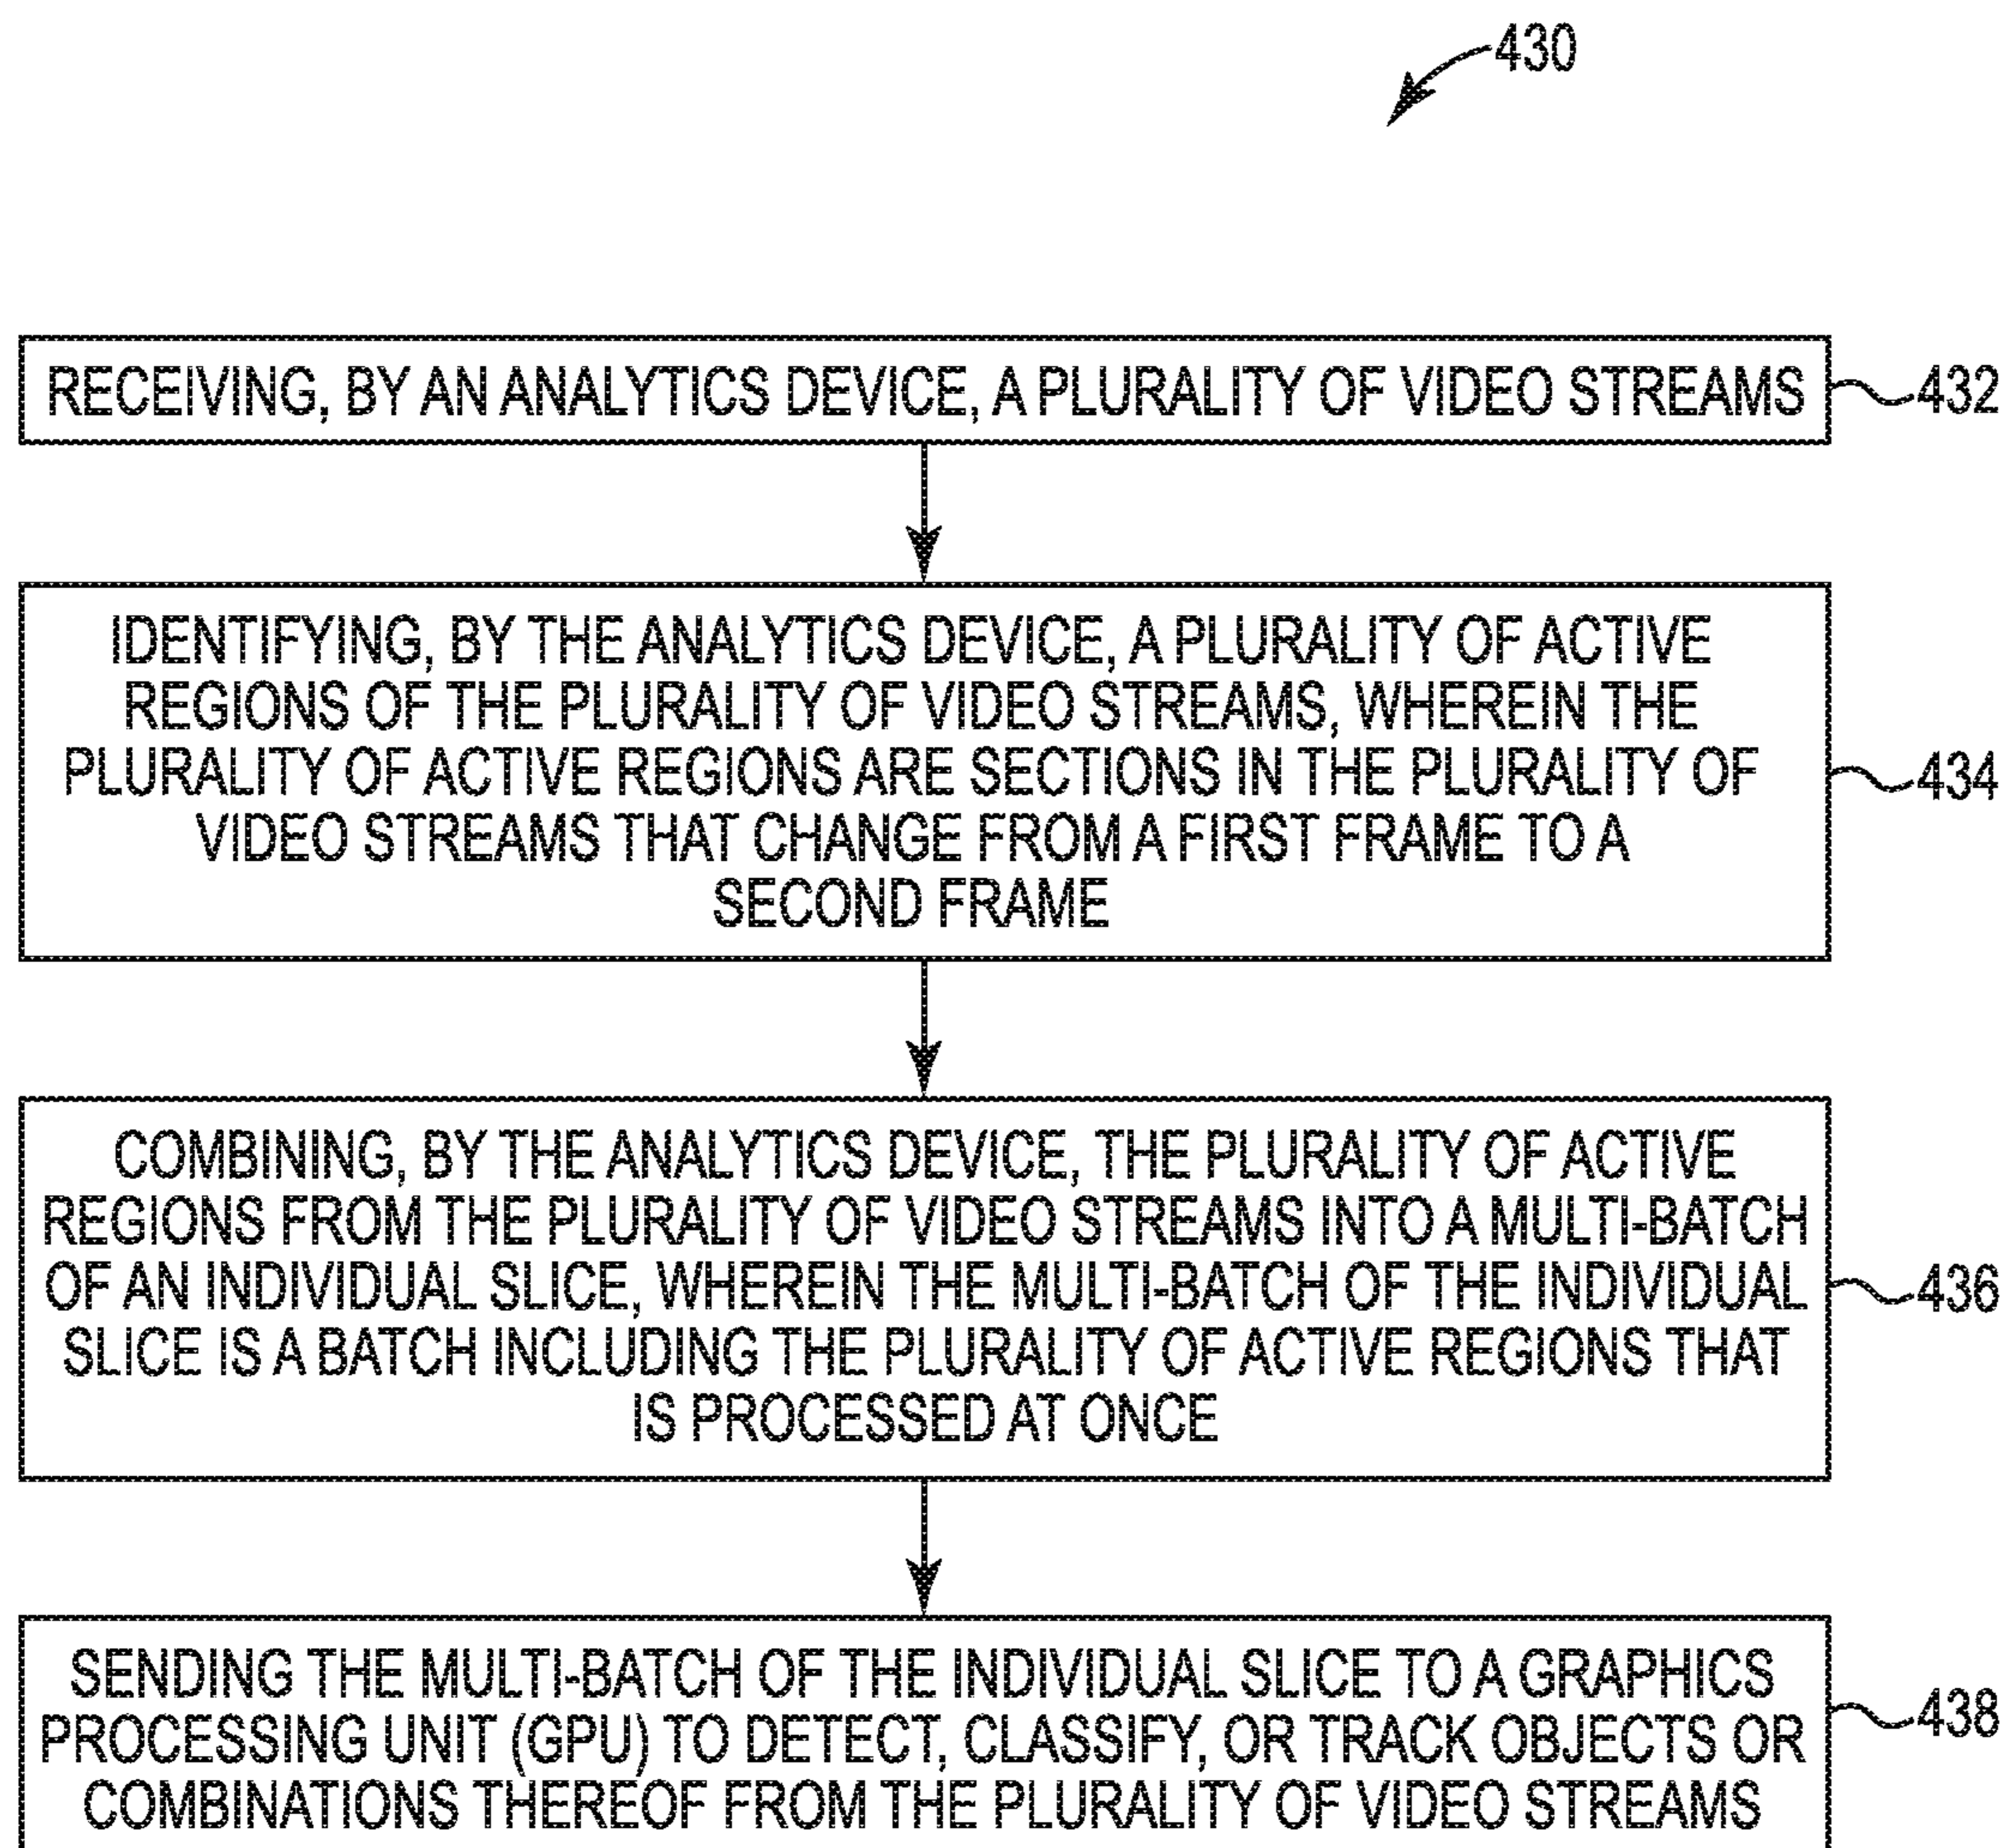 430
RECEIVING, BY AN ANALYTICS DEVICE, A PLURALITY OF VIDEO STREAMS
432
IDENTIFYING, BY THE ANALYTICS DEVICE, A PLURALITY OF ACTIVE
REGIONS OF THE PLURALITY OF VIDEO STREAMS, WHEREIN THE
PLURALITY OF ACTIVE REGIONS ARE SECTIONS IN THE PLURALITY OF
VIDEO STREAMS THAT CHANGE FROM A FIRST FRAME TO A
SECOND FRAME
434
COMBINING, BY THE ANALYTICS DEVICE, THE PLURALITY OF ACTIVE
REGIONS FROM THE PLURALITY OF VIDEO STREAMS INTO A MULTI-BATCH
OF AN INDIVIDUAL SLICE, WHEREIN THE MULTI-BATCH OF THE INDIVIDUAL
SLICE IS A BATCH INCLUDING THE PLURALITY OF ACTIVE REGIONS THAT
IS PROCESSED AT ONCE
436
SENDING THE MULTI-BATCH OF THE INDIVIDUAL SLICE TO A GRAPHICS
PROCESSING UNIT (GPU) TO DETECT, CLASSIFY, OR TRACK OBJECTS OR
COMBINATIONS THEREOF FROM THE PLURALITY OF VIDEO STREAMS
438